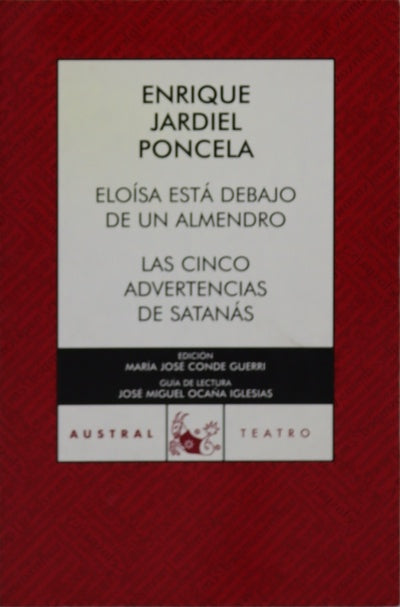 ENRIQUE
JARDIEL
PONCELA
ELOÍSA ESTÁ DEBAJO
DE UN ALMENDRO
LAS CINCO
ADVERTENCIAS
DE SATANÁS
EDICIÓN
MARÍA JOSÉ CONDE GUERRI
GUÍA DE LECTURA
JOSÉ MIGUEL OCAÑA IGLESIAS
AUSTRAL TEATRO